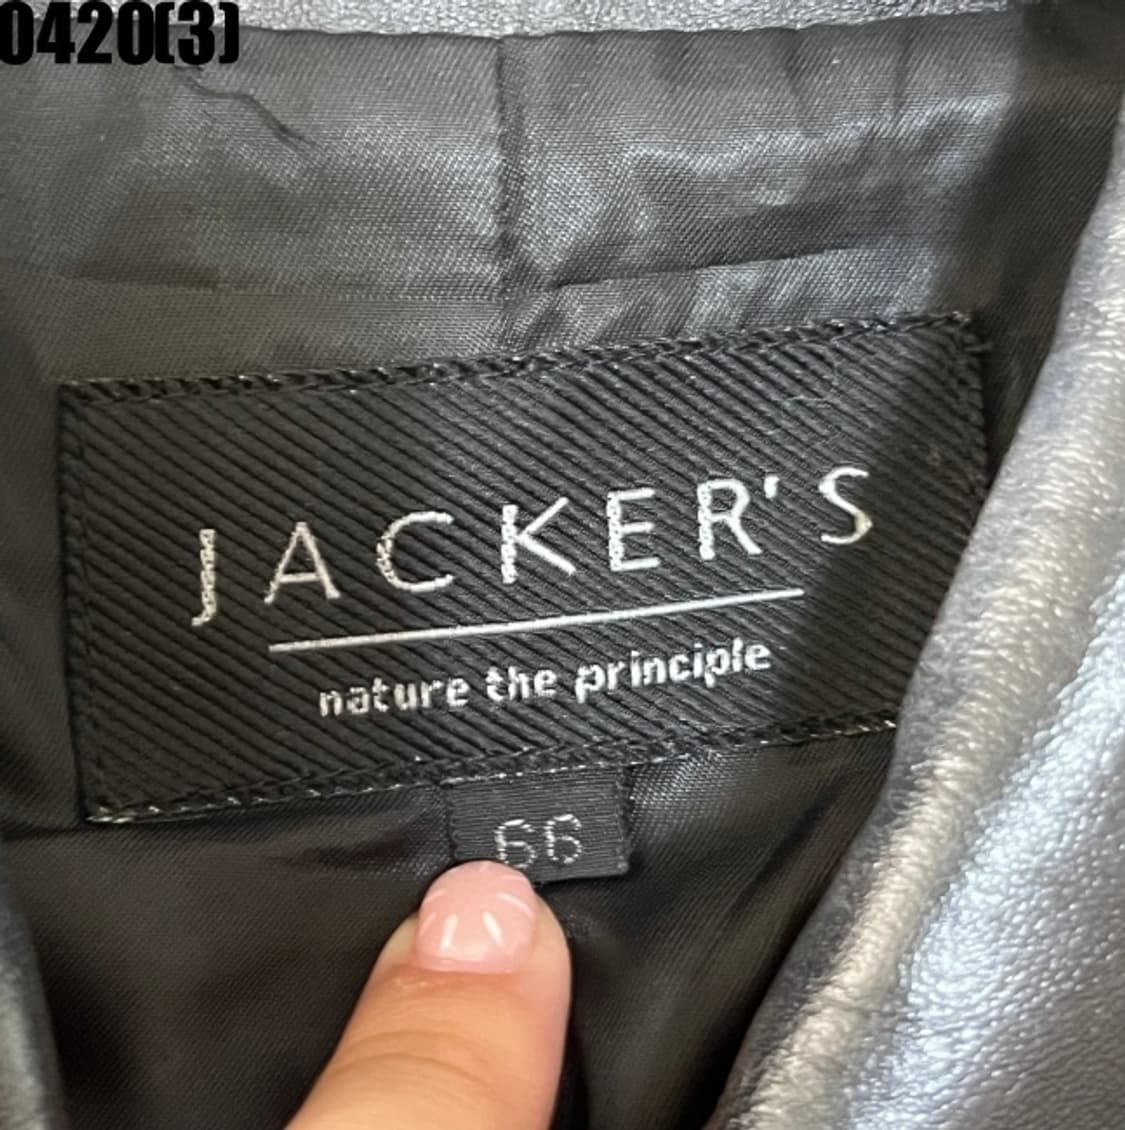 0420(3)
JACKER'S
nature the principle
66